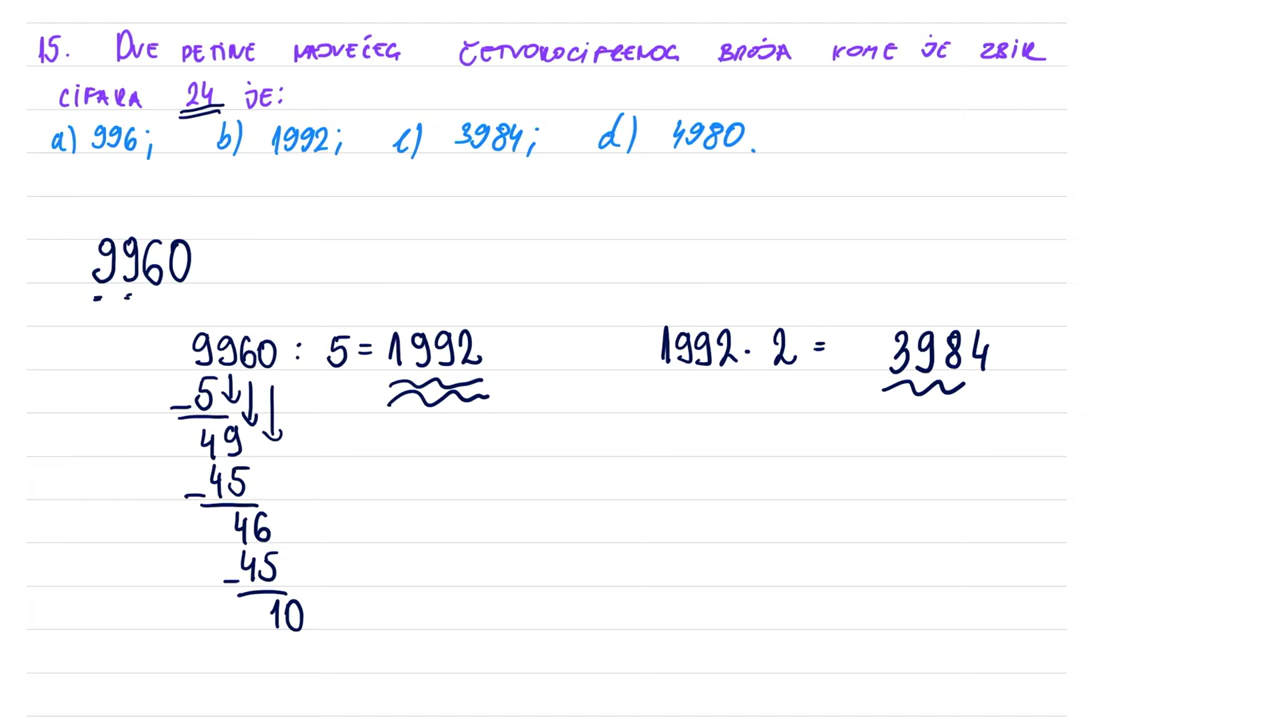 15. DVE PETINE NAJVEĆEG ČETVOROCIFRENOG BROJA KOME JE ZBIR
CIFARA 24 JE:
a) 996; b) 1992; c) 3984; d) 4980.
9960
9960 : 5 = 1992 1992 · 2 = 3984
-5
49
-45
46
-45
10